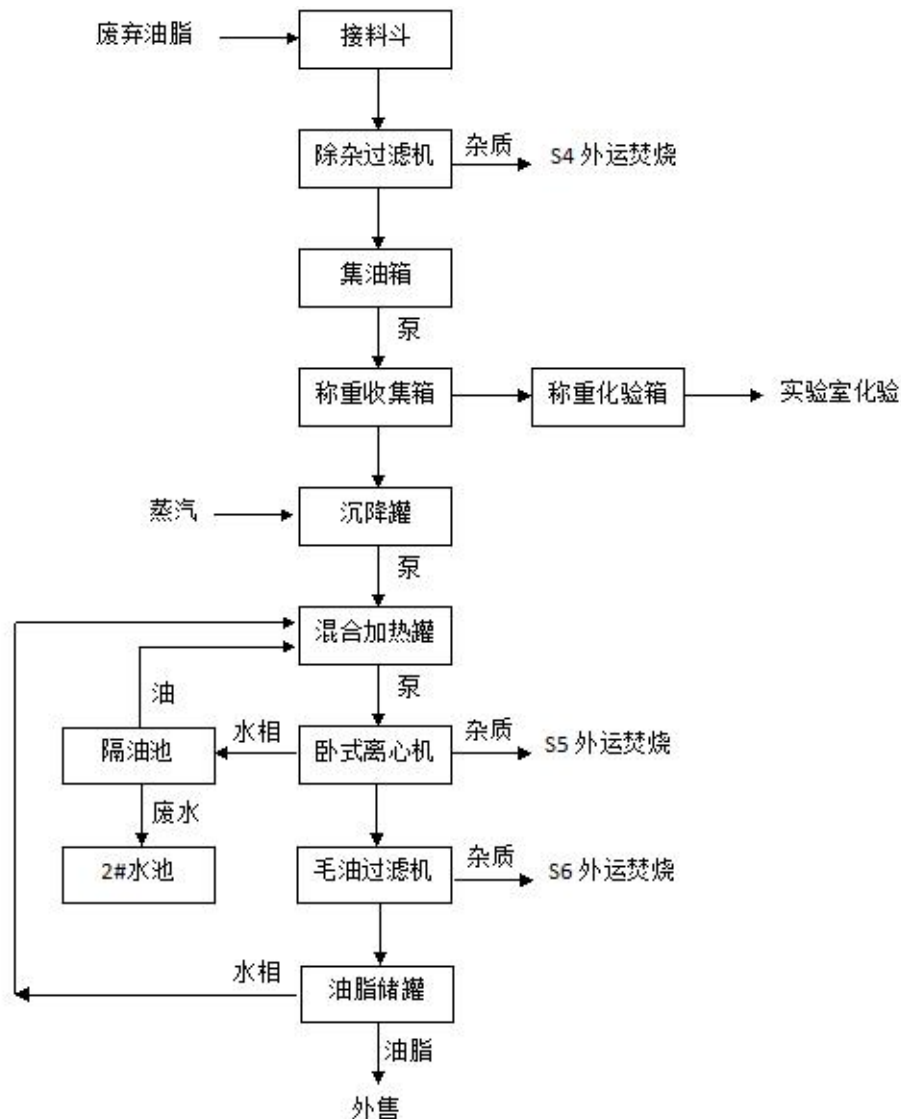 废弃油脂
接料斗
除杂过滤机
杂质
S4 外运焚烧
集油箱
泵
称重收集箱
称重化验箱
实验室化验
蒸汽
沉降罐
泵
混合加热罐
泵
油
隔油池
水相
卧式离心机
杂质
S5 外运焚烧
废水
2#水池
毛油过滤机
杂质
S6 外运焚烧
水相
油脂储罐
油脂
外售